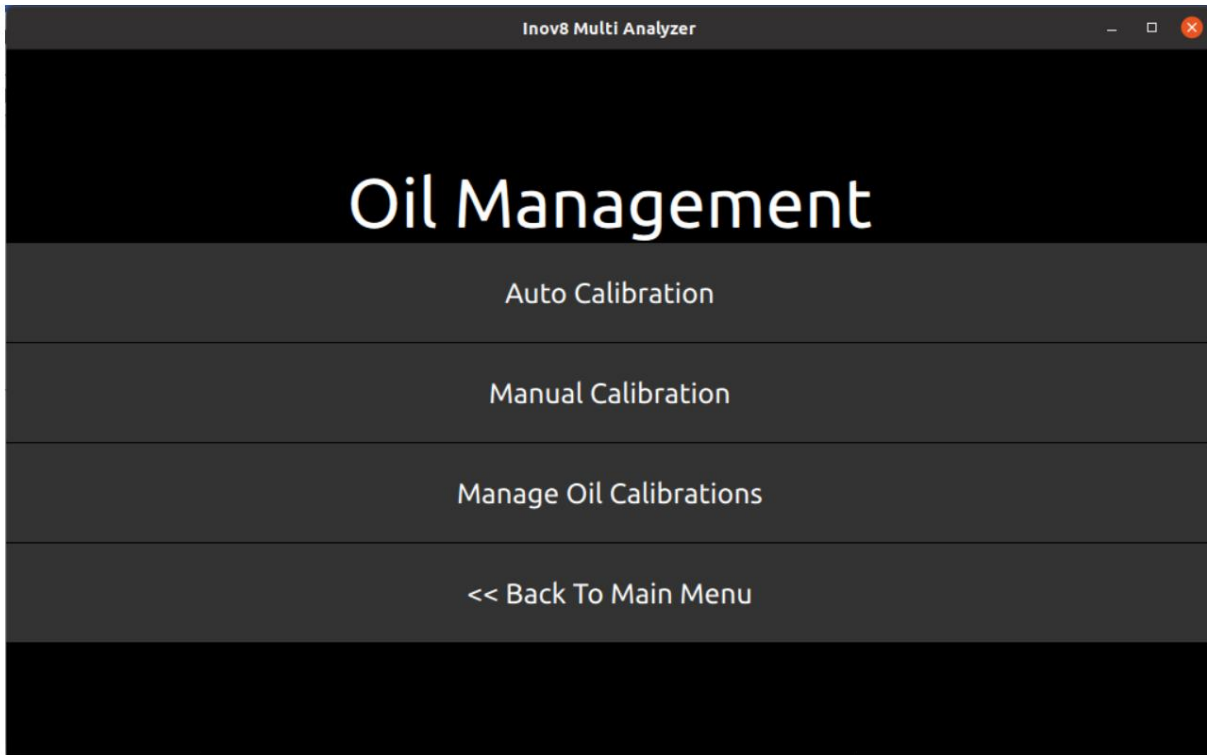 Inov8 Multi Analyzer
Oil Management
Auto Calibration
Manual Calibration
Manage Oil Calibrations
<< Back To Main Menu